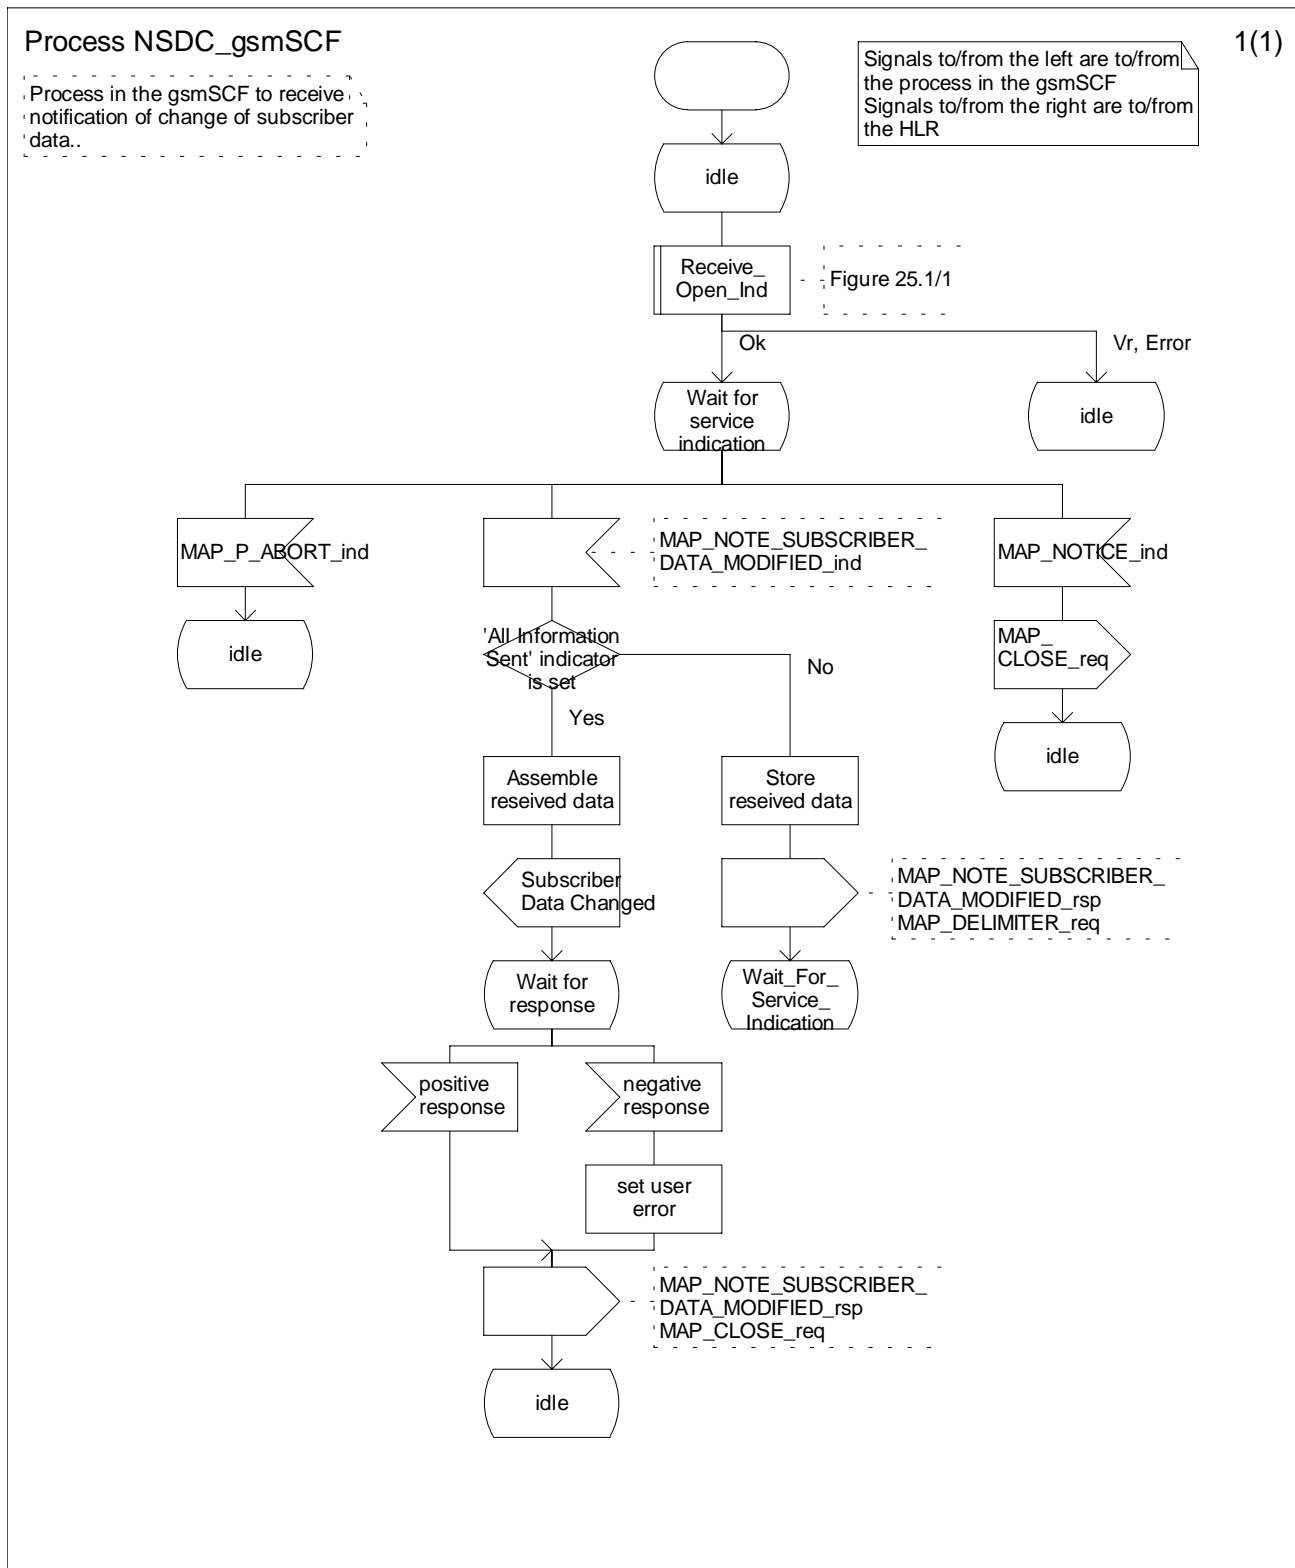 Process NSDC_gsmSCF
1(1)
Process in the gsmSCF to receive
notification of change of subscriber
data..
Signals to/from the left are to/from
the process in the gsmSCF
Signals to/from the right are to/from
the HLR
idle
Receive_
Open_Ind
Figure 25.1/1
Ok
Vr, Error
Wait for
service
indication
idle
MAP_P_ABORT_ind
MAP_NOTE_SUBSCRIBER_
DATA_MODIFIED_ind
MAP_NOTICE_ind
idle
'All Information
Sent' indicator
is set
No
Yes
MAP_
CLOSE_req
idle
Assemble
reseived data
Store
reseived data
Subscriber
Data Changed
MAP_NOTE_SUBSCRIBER_
DATA_MODIFIED_rsp
MAP_DELIMITER_req
Wait for
response
Wait_For_
Service_
Indication
positive
response
negative
response
set user
error
MAP_NOTE_SUBSCRIBER_
DATA_MODIFIED_rsp
MAP_CLOSE_req
idle